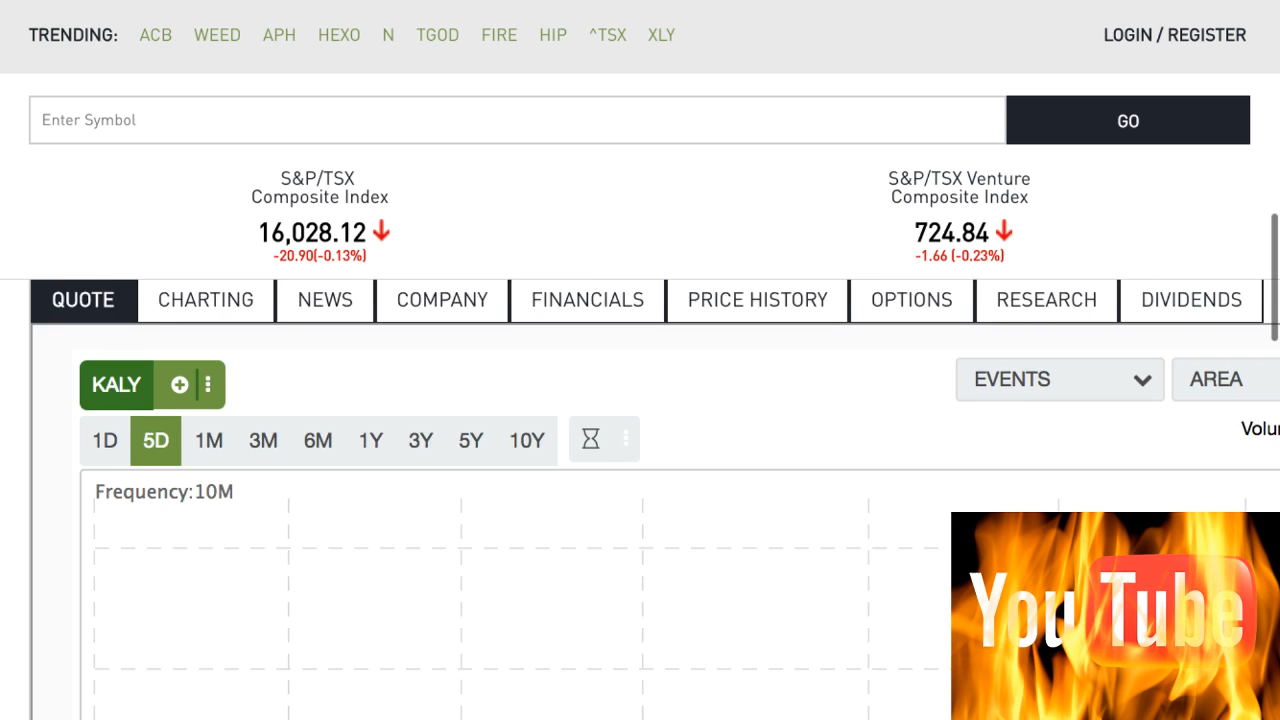 TRENDING: ACB WEED APH HEXO N TGOD FIRE HIP ^TSX XLY LOGIN / REGISTER
Enter Symbol GO
S&P/TSX S&P/TSX Venture
Composite Index Composite Index
16,028.12 724.84
-20.90(-0.13%) -1.66 (-0.23%)
QUOTE CHARTING NEWS COMPANY FINANCIALS PRICE HISTORY OPTIONS RESEARCH DIVIDENDS
KALY EVENTS AREA
1D 5D 1M 3M 6M 1Y 3Y 5Y 10Y Volu
Frequency:10M
YouTube